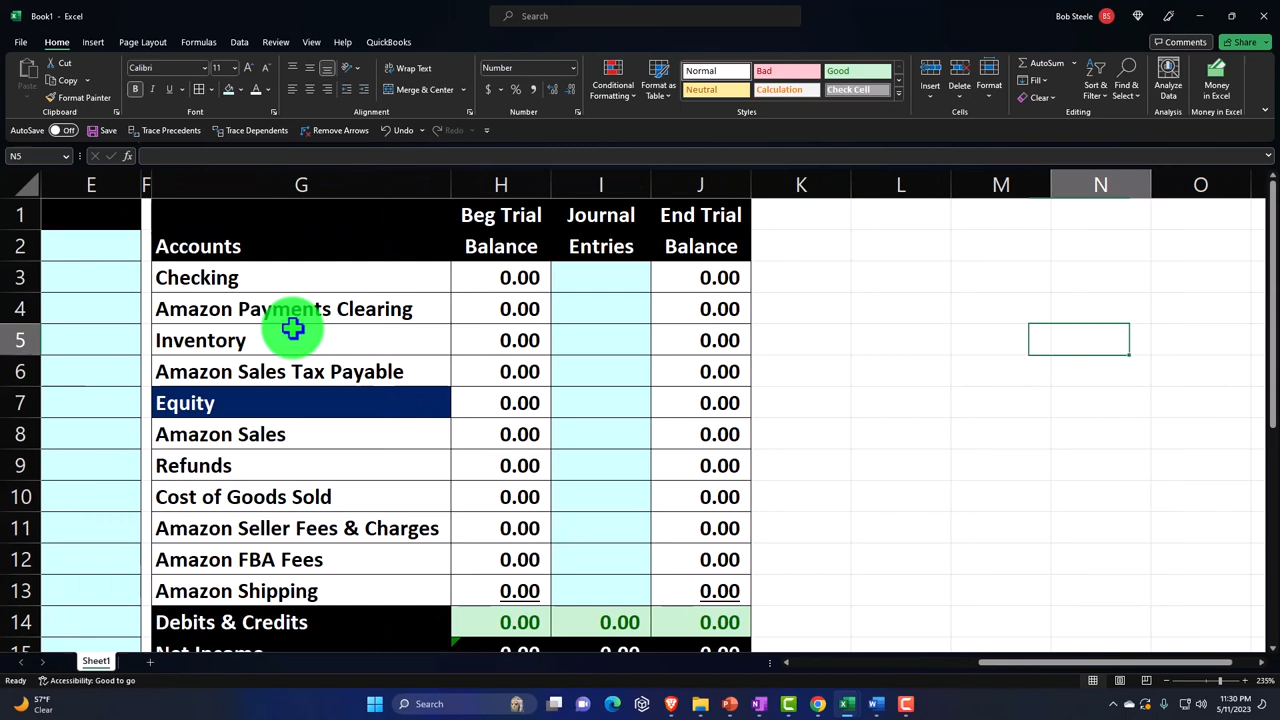 Book1 - Excel
Search
Bob Steele BS
File Home Insert Page Layout Formulas Data Review View Help QuickBooks
Comments Share
Paste
Cut
Copy
Format Painter
Clipboard
Calibri 11
B I U
Font
Wrap Text
Merge & Center
Alignment
Number
$ %
Number
Conditional Formatting
Format as Table
Normal Bad Good
Neutral Calculation Check Cell
Styles
Insert Delete Format
Cells
AutoSum
Fill
Clear
Sort & Filter
Find & Select
Editing
Analyze Data
Analysis
Money in Excel
Money in Excel
AutoSave Off Save Trace Precedents Trace Dependents Remove Arrows Undo Redo
N5 fx
E F G H I J K L M N O
1 Beg Trial Journal End Trial
2 Accounts Balance Entries Balance
3 Checking 0.00 0.00
4 Amazon Payments Clearing 0.00 0.00
5 Inventory 0.00 0.00
6 Amazon Sales Tax Payable 0.00 0.00
7 Equity 0.00 0.00
8 Amazon Sales 0.00 0.00
9 Refunds 0.00 0.00
10 Cost of Goods Sold 0.00 0.00
11 Amazon Seller Fees & Charges 0.00 0.00
12 Amazon FBA Fees 0.00 0.00
13 Amazon Shipping 0.00 0.00
14 Debits & Credits 0.00 0.00 0.00
15 Net Income 0.00 0.00 0.00
Sheet1
Ready Accessibility: Good to go 235%
57°F
Clear
Search
11:30 PM
5/11/2023